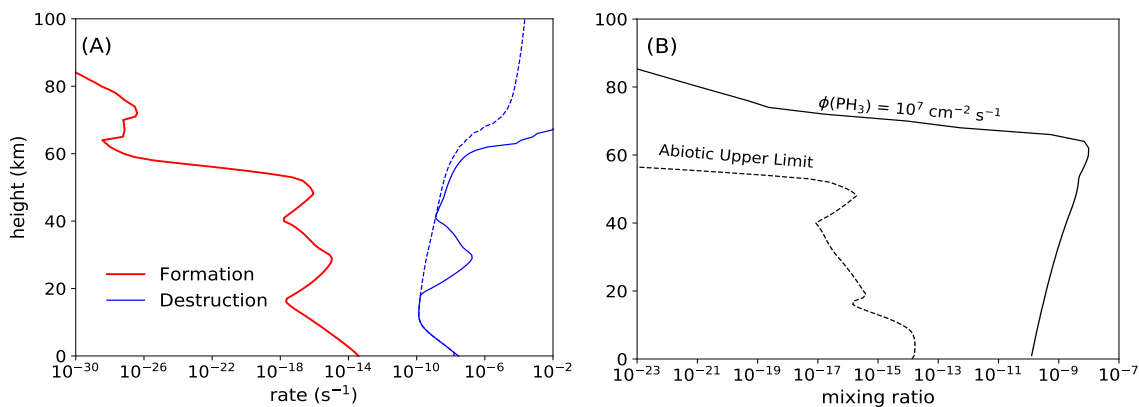 (A)
height (km)
100
80
60
40
20
0
Formation
Destruction
10⁻³⁰ 10⁻²⁶ 10⁻²² 10⁻¹⁸ 10⁻¹⁴ 10⁻¹⁰ 10⁻⁶ 10⁻²
rate (s⁻¹)
(B)
100
80
60
40
20
0
ϕ(PH₃) = 10⁷ cm⁻² s⁻¹
Abiotic Upper Limit
10⁻²³ 10⁻²¹ 10⁻¹⁹ 10⁻¹⁷ 10⁻¹⁵ 10⁻¹³ 10⁻¹¹ 10⁻⁹ 10⁻⁷
mixing ratio